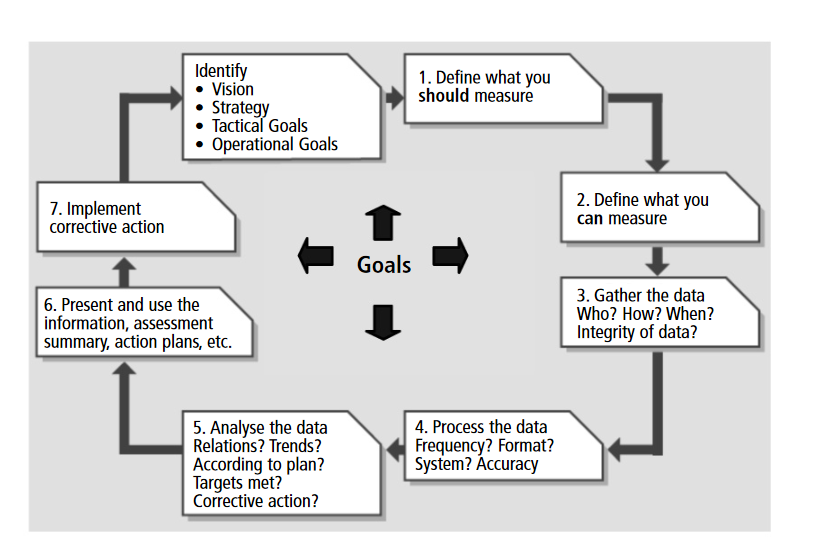 Identify
• Vision
• Strategy
• Tactical Goals
• Operational Goals
1. Define what you
should measure
2. Define what you
can measure
3. Gather the data
Who? How? When?
Integrity of data?
4. Process the data
Frequency? Format?
System? Accuracy
5. Analyse the data
Relations? Trends?
According to plan?
Targets met?
Corrective action?
6. Present and use the
information, assessment
summary, action plans, etc.
7. Implement
corrective action
Goals